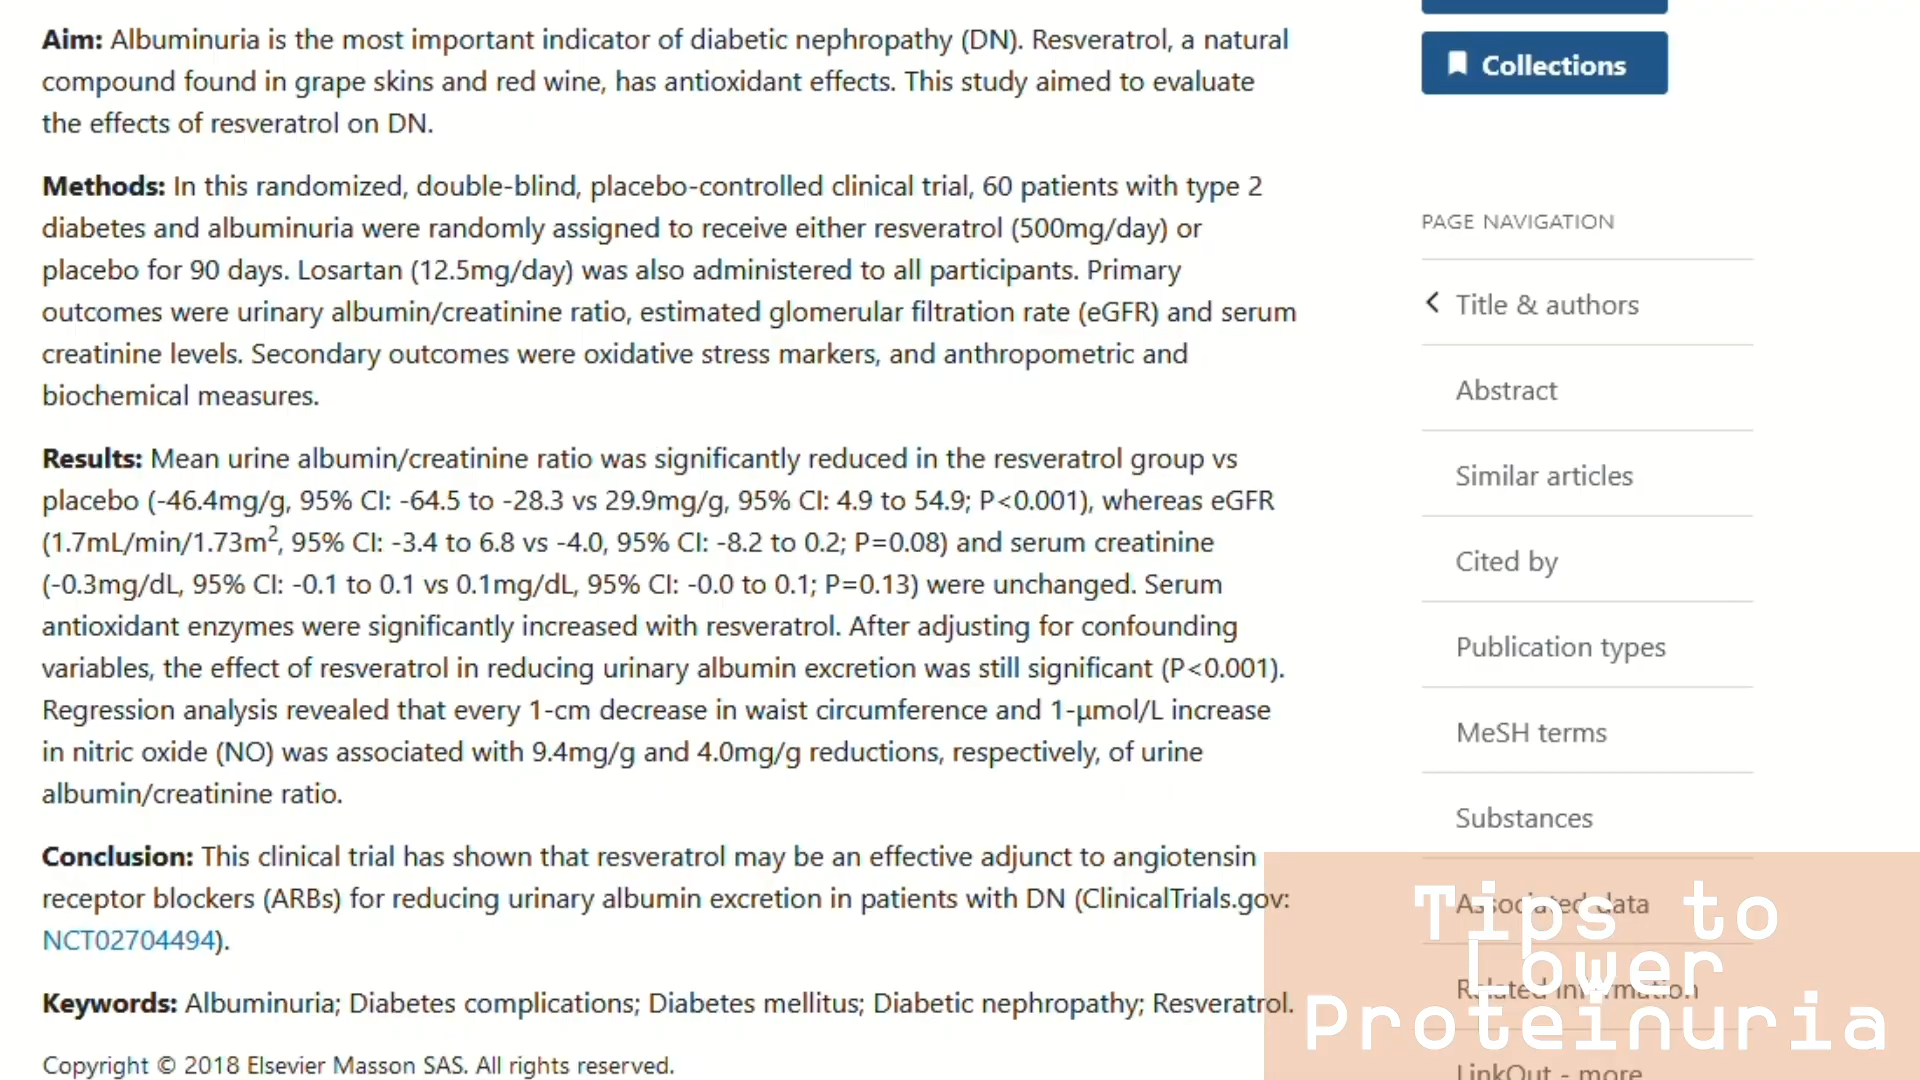 Aim: Albuminuria is the most important indicator of diabetic nephropathy (DN). Resveratrol, a natural
compound found in grape skins and red wine, has antioxidant effects. This study aimed to evaluate
the effects of resveratrol on DN.
Methods: In this randomized, double-blind, placebo-controlled clinical trial, 60 patients with type 2
diabetes and albuminuria were randomly assigned to receive either resveratrol (500mg/day) or
placebo for 90 days. Losartan (12.5mg/day) was also administered to all participants. Primary
outcomes were urinary albumin/creatinine ratio, estimated glomerular filtration rate (eGFR) and serum
creatinine levels. Secondary outcomes were oxidative stress markers, and anthropometric and
biochemical measures.
Results: Mean urine albumin/creatinine ratio was significantly reduced in the resveratrol group vs
placebo (-46.4mg/g, 95% CI: -64.5 to -28.3 vs 29.9mg/g, 95% CI: 4.9 to 54.9; P<0.001), whereas eGFR
(1.7mL/min/1.73m², 95% CI: -3.4 to 6.8 vs -4.0, 95% CI: -8.2 to 0.2; P=0.08) and serum creatinine
(-0.3mg/dL, 95% CI: -0.1 to 0.1 vs 0.1mg/dL, 95% CI: -0.0 to 0.1; P=0.13) were unchanged. Serum
antioxidant enzymes were significantly increased with resveratrol. After adjusting for confounding
variables, the effect of resveratrol in reducing urinary albumin excretion was still significant (P<0.001).
Regression analysis revealed that every 1-cm decrease in waist circumference and 1-μmol/L increase
in nitric oxide (NO) was associated with 9.4mg/g and 4.0mg/g reductions, respectively, of urine
albumin/creatinine ratio.
Conclusion: This clinical trial has shown that resveratrol may be an effective adjunct to angiotensin
receptor blockers (ARBs) for reducing urinary albumin excretion in patients with DN (ClinicalTrials.gov:
NCT02704494).
Keywords: Albuminuria; Diabetes complications; Diabetes mellitus; Diabetic nephropathy; Resveratrol.
Copyright © 2018 Elsevier Masson SAS. All rights reserved.
Collections
PAGE NAVIGATION
Title & authors
Abstract
Similar articles
Cited by
Publication types
MeSH terms
Substances
Associated data
Related information
LinkOut - more
Tips to
Lower
Proteinuria